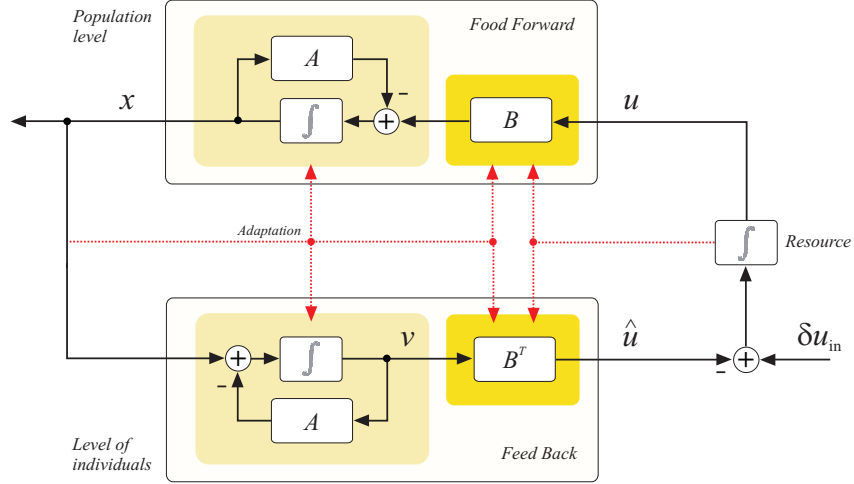 Population
level
Food Forward
A
x
-
u
∫
+
B
Adaptation
∫
Resource
∫
v
û
δu_in
+
B^T
-
+
-
A
Level of
individuals
Feed Back